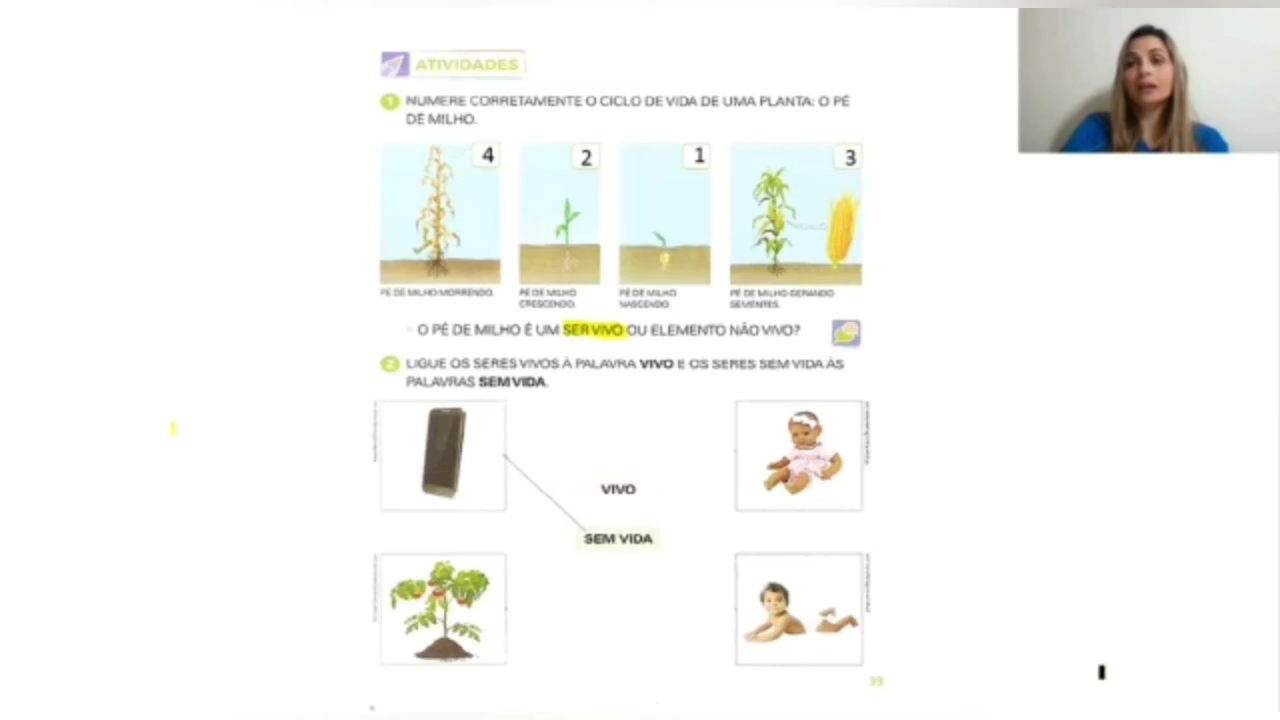 ATIVIDADES
1 NUMERE CORRETAMENTE O CICLO DE VIDA DE UMA PLANTA: O PÉ
DE MILHO.
4
2
1
3
PÉ DE MILHO MORRENDO.
PÉ DE MILHO
CRESCENDO.
PÉ DE MILHO
NASCENDO.
PÉ DE MILHO GERANDO
SEMENTES.
O PÉ DE MILHO É UM SER VIVO OU ELEMENTO NÃO VIVO?
2 LIGUE OS SERES VIVOS À PALAVRA VIVO E OS SERES SEM VIDA ÀS
PALAVRAS SEM VIDA.
VIVO
SEM VIDA
39